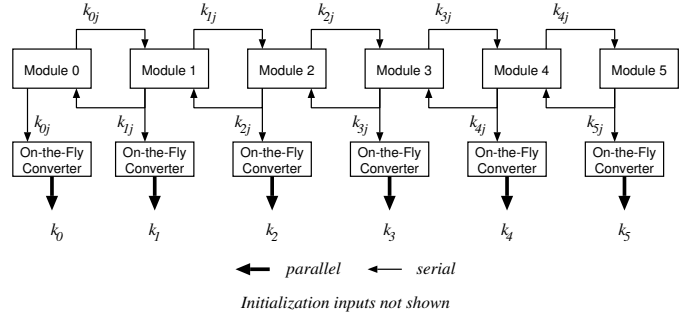 k0j k1j k2j k3j k4j
Module 0 Module 1 Module 2 Module 3 Module 4 Module 5
k0j k1j k2j k3j k4j k5j
On-the-Fly On-the-Fly On-the-Fly On-the-Fly On-the-Fly On-the-Fly
Converter Converter Converter Converter Converter Converter
k0 k1 k2 k3 k4 k5
parallel serial
Initialization inputs not shown